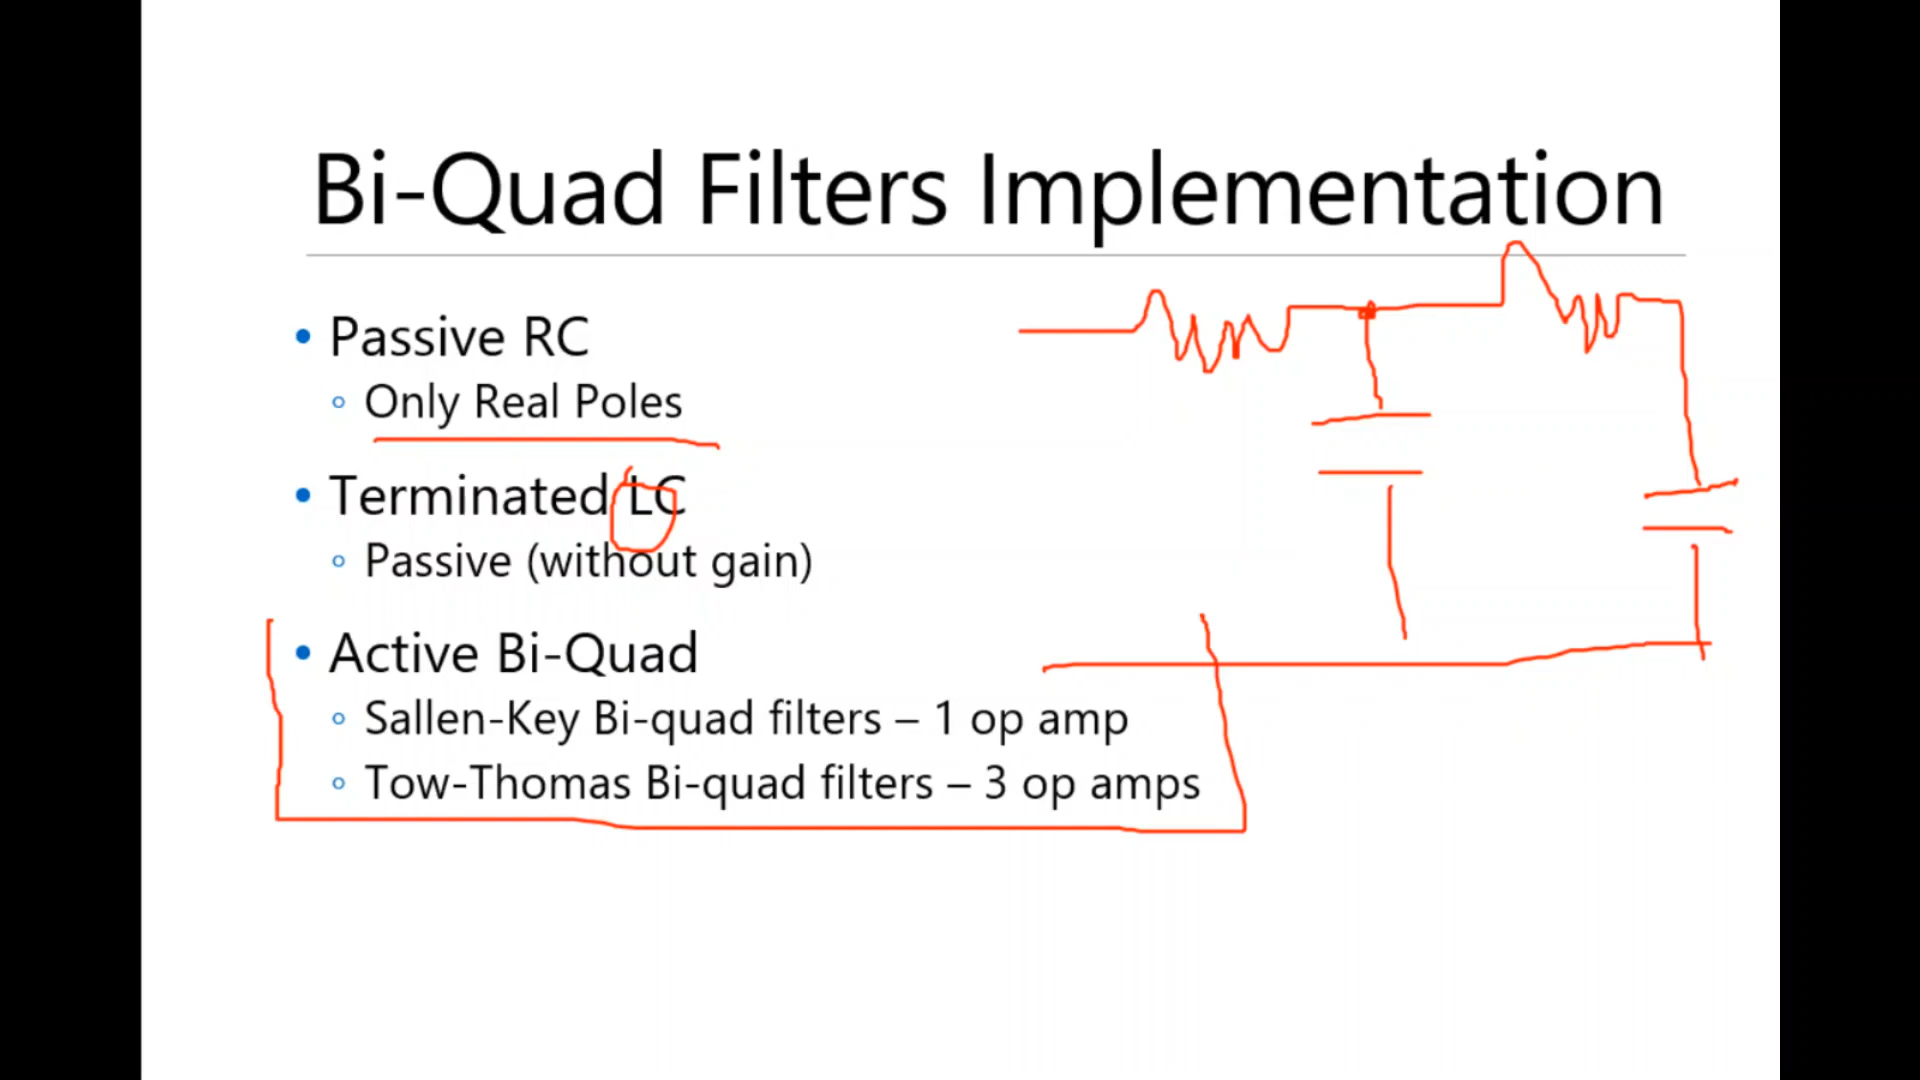 Bi-Quad Filters Implementation
• Passive RC
◦ Only Real Poles
• Terminated LC
◦ Passive (without gain)
• Active Bi-Quad
◦ Sallen-Key Bi-quad filters – 1 op amp
◦ Tow-Thomas Bi-quad filters – 3 op amps